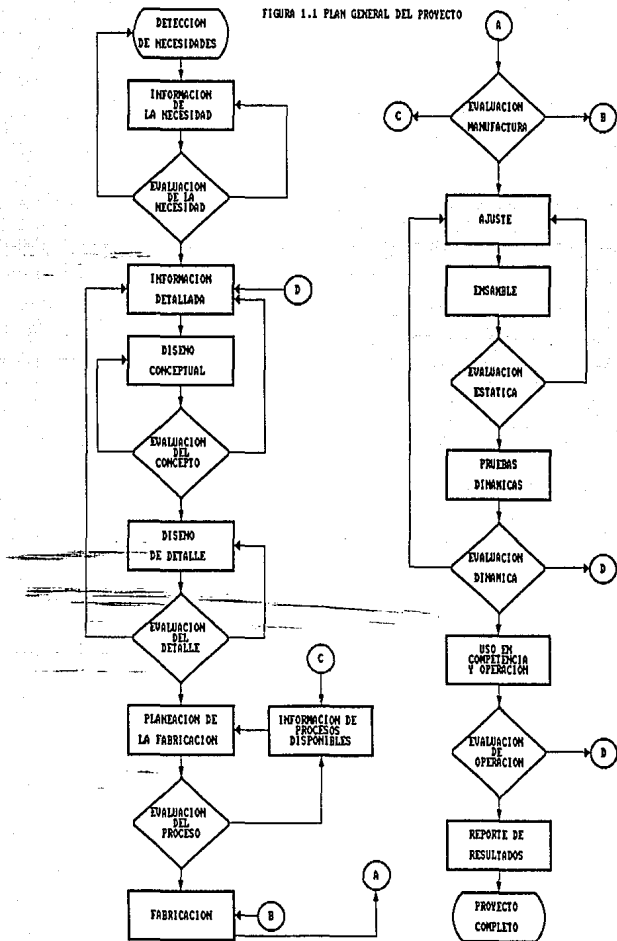 FIGURA 1.1 PLAN GENERAL DEL PROYECTO
DETECCION
DE NECESIDADES
INFORMACION
DE
LA NECESIDAD
EVALUACION
DE LA
NECESIDAD
INFORMACION
DETALLADA
D
DISENO
CONCEPTUAL
EVALUACION
DEL
CONCEPTO
DISENO
DE DETALLE
EVALUACION
DEL
DETALLE
C
PLANEACION DE
LA FABRICACION
INFORMACION DE
PROCESOS
DISPONIBLES
EVALUACION
DEL
PROCESO
A
FABRICACION
B
A
EVALUACION
MANUFACTURA
C
B
AJUSTE
ENSAMBLE
EVALUACION
ESTATICA
PRUEBAS
DINAMICAS
EVALUACION
DINAMICA
D
USO EN
COMPETENCIA
Y OPERACION
EVALUACION
DE
OPERACION
D
REPORTE DE
RESULTADOS
PROYECTO
COMPLETO